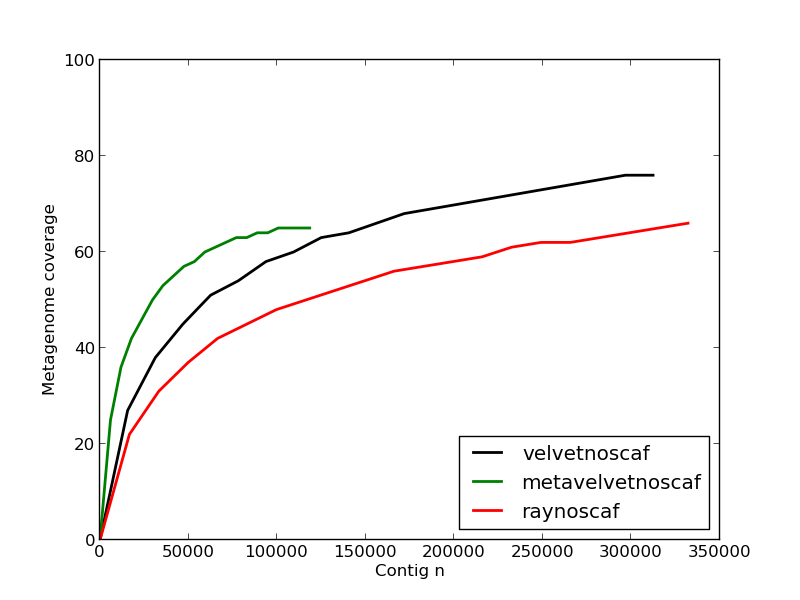 100
80
60
40
20
0
Metagenome coverage
0 50000 100000 150000 200000 250000 300000 350000
Contig n
velvetnoscaf
metavelvetnoscaf
raynoscaf